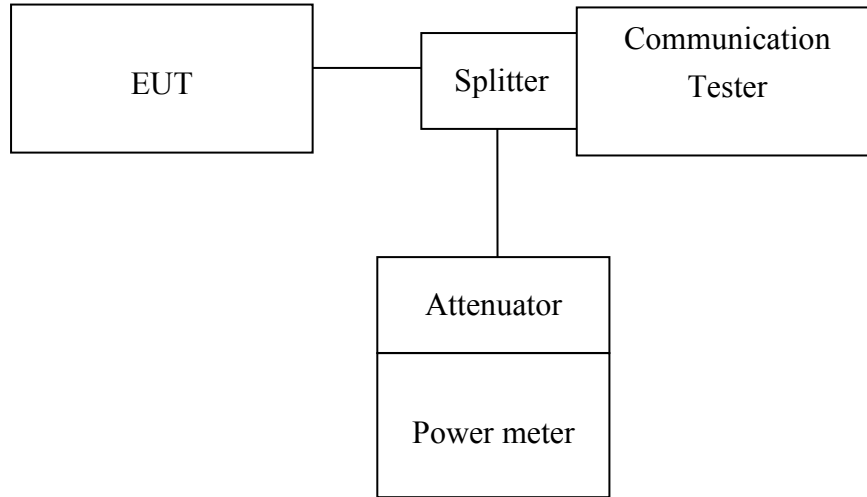 EUT
Splitter
Communication
Tester
Attenuator
Power meter